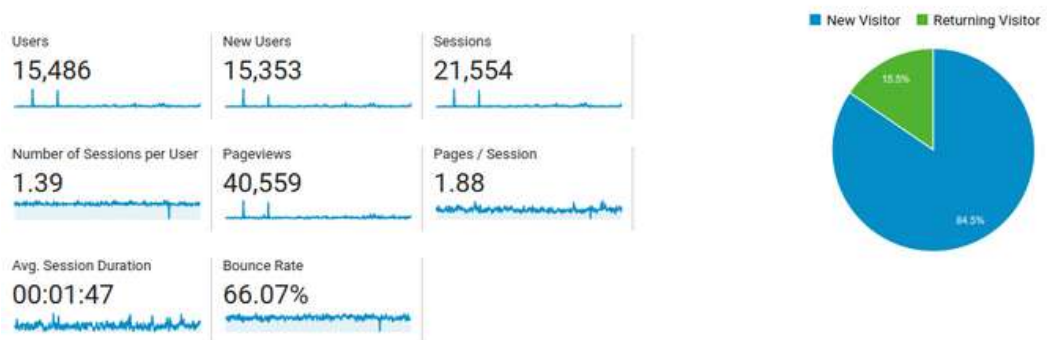 New Visitor Returning Visitor
Users New Users Sessions
15,486 15,353 21,554
15.5%
Number of Sessions per User Pageviews Pages / Session
1.39 40,559 1.88
84.5%
Avg. Session Duration Bounce Rate
00:01:47 66.07%